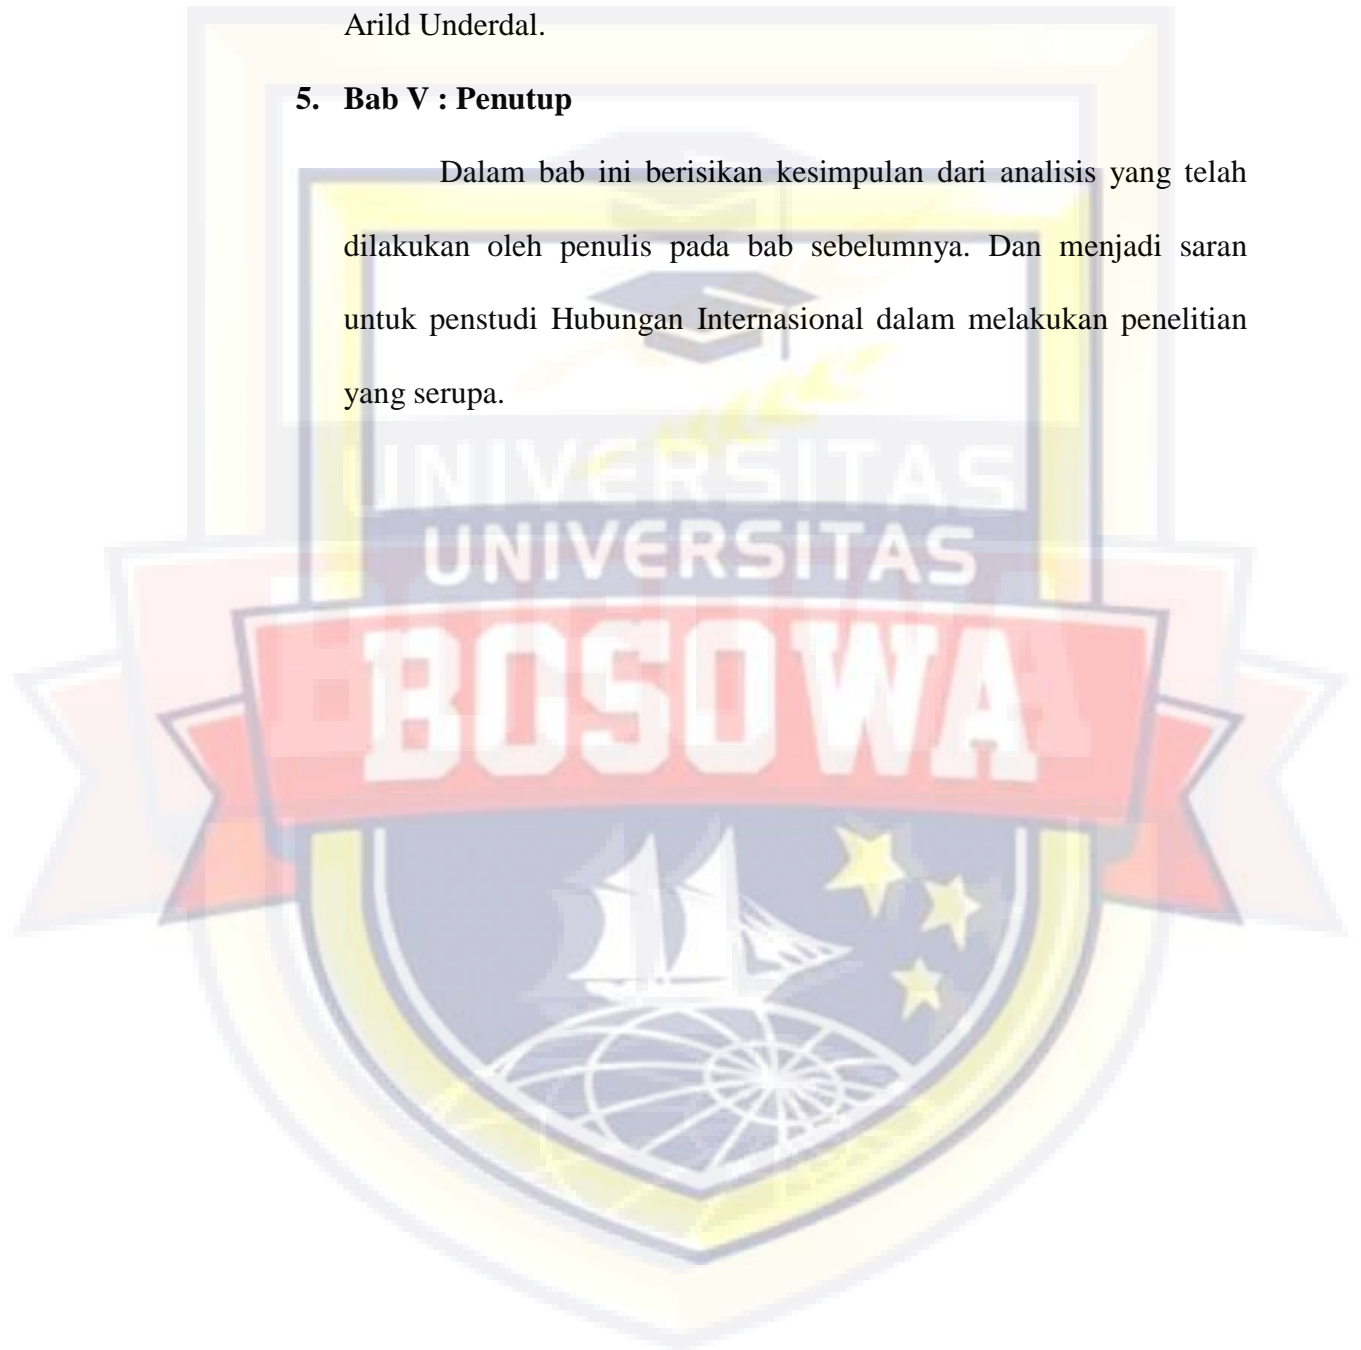 Arild Underdal.
5. Bab V : Penutup
Dalam bab ini berisikan kesimpulan dari analisis yang telah
dilakukan oleh penulis pada bab sebelumnya. Dan menjadi saran
untuk penstudi Hubungan Internasional dalam melakukan penelitian
yang serupa.
UNIVERSITAS
UNIVERSITAS
BOSOWA
BOSOWA